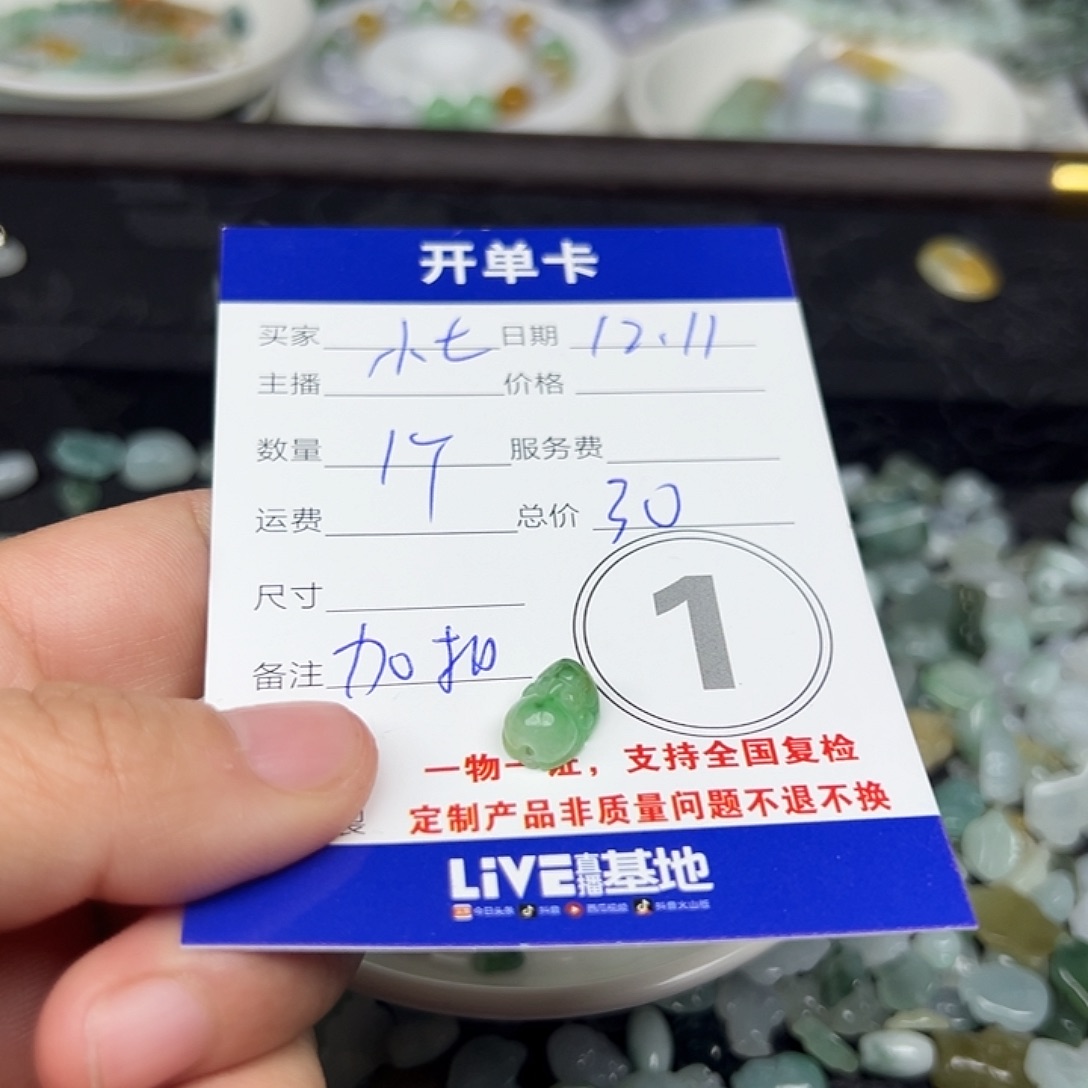 开单卡
买家 小七 日期 12.11
主播 价格
数量 1个 服务费
运费 总价 30
尺寸
备注 加扣
1
一物一证，支持全国复检
定制产品非质量问题不退不换
LiVE直播基地
今日头条 抖音 西瓜视频 抖音火山版